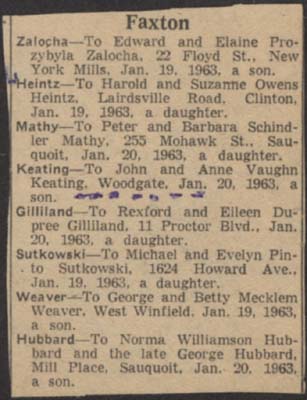 Faxton
Zalocha—To Edward and Elaine Pro-
zybyla Zalocha, 22 Floyd St., New
York Mills, Jan. 19, 1963, a son.
Heintz—To Harold and Suzanne Owens
Heintz, Lairdsville Road, Clinton,
Jan. 19, 1963, a daughter.
Mathy—To Peter and Barbara Schind-
ler Mathy, 255 Mohawk St., Sau-
quoit, Jan. 20, 1963, a daughter.
Keating—To John and Anne Vaughn
Keating, Woodgate, Jan. 20, 1963, a
son.
Gilliland—To Rexford and Eileen Du-
pree Gilliland, 11 Proctor Blvd., Jan.
20, 1963, a daughter.
Sutkowski—To Michael and Evelyn Pin-
to Sutkowski, 1624 Howard Ave.,
Jan. 19, 1963, a daughter.
Weaver—To George and Betty Mecklem
Weaver, West Winfield, Jan. 19, 1963,
a son.
Hubbard—To Norma Williamson Hub-
bard and the late George Hubbard,
Mill Place, Sauquoit, Jan. 20, 1963,
a son.